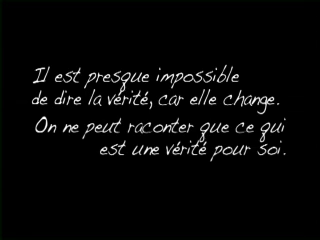 Il est presque impossible
de dire la vérité, car elle change.
On ne peut raconter que ce qui
est une vérité pour soi.